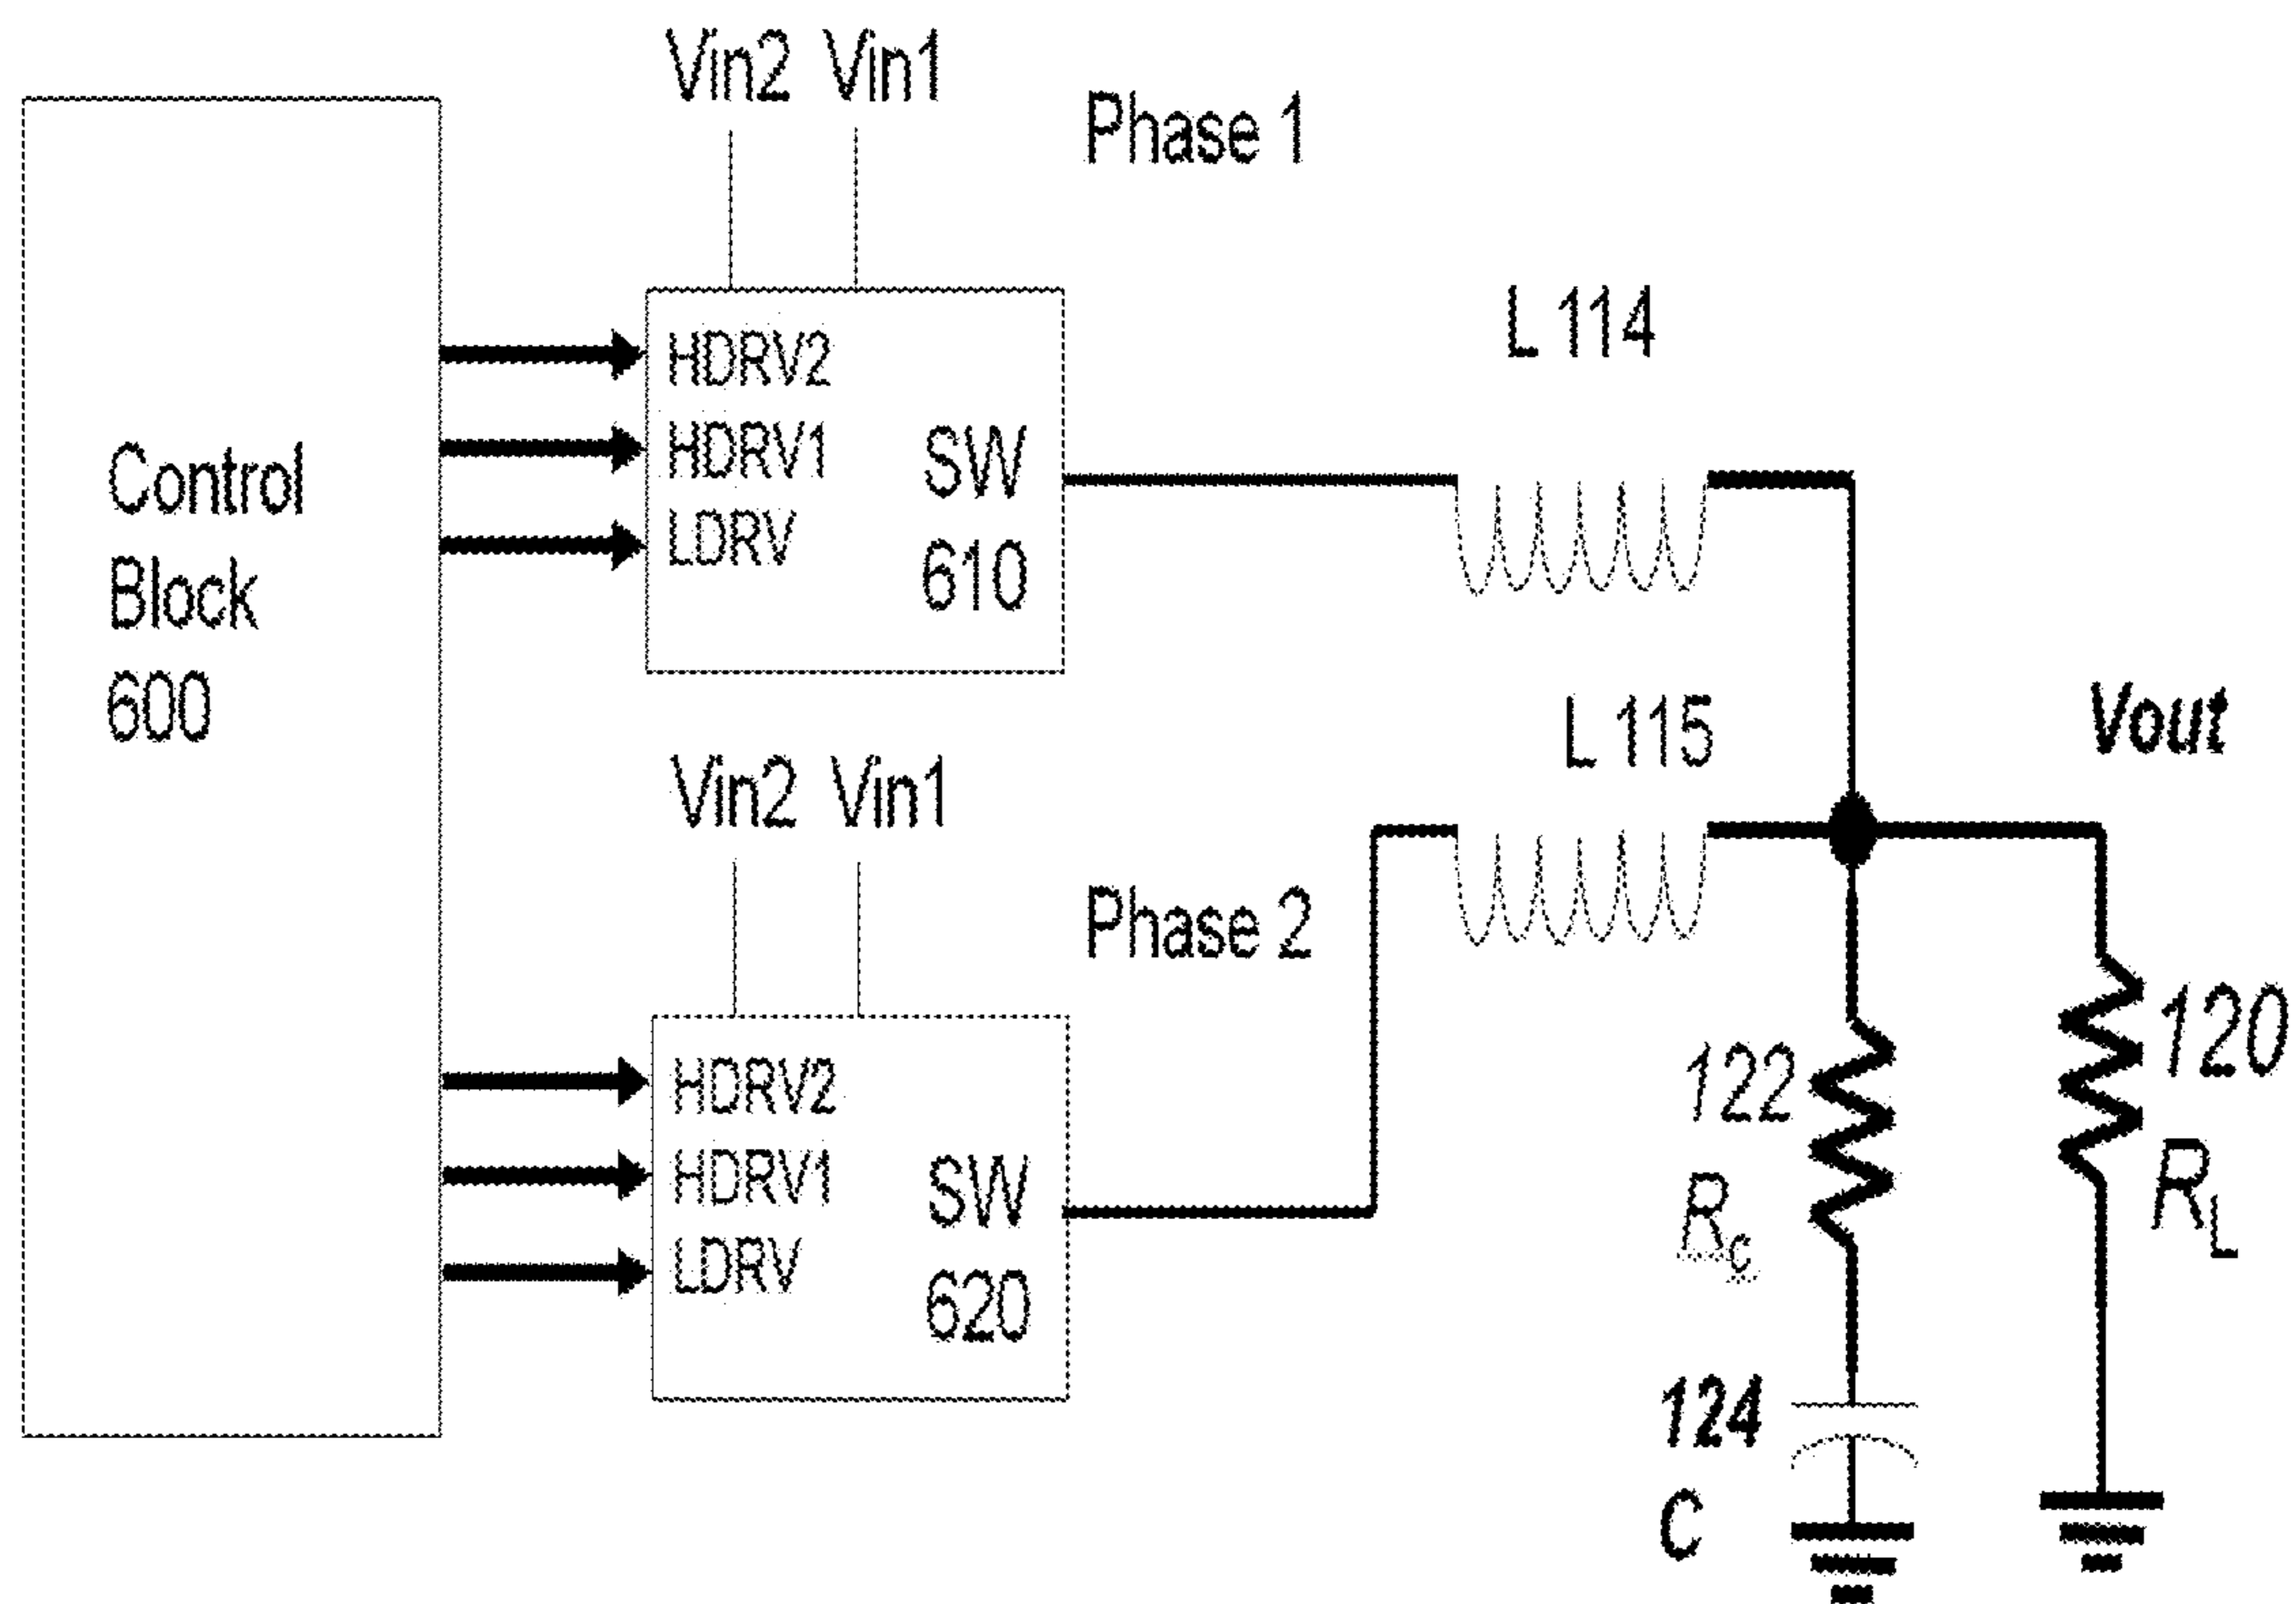 Vin2 Vin1
Phase 1
Control
Block
600
HDRV2
HDRV1
LDRV
SW
610
L 114
L 115
Vout
Vin2 Vin1
Phase 2
HDRV2
HDRV1
LDRV
SW
620
122
Rc
120
RL
124
C